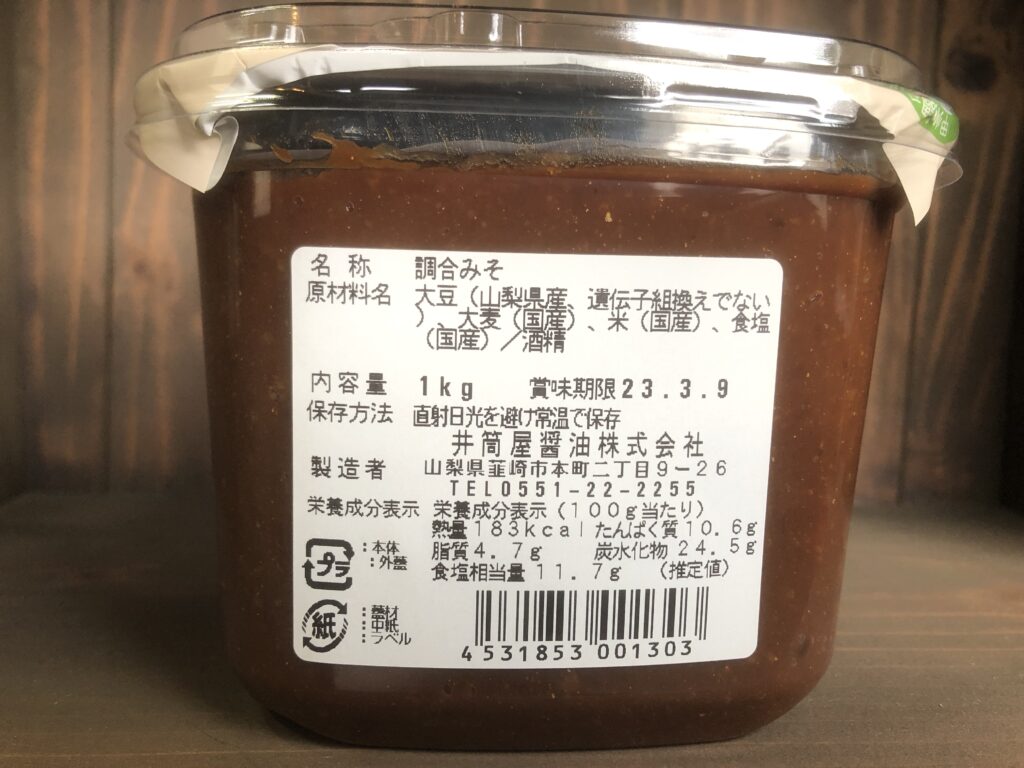 名称 調合みそ
原材料名 大豆（山梨県産、遺伝子組換えでない
）、大麦（国産）、米（国産）、食塩
（国産）／酒精
内容量 1kg 賞味期限23.3.9
保存方法 直射日光を避け常温で保存
井筒屋醤油株式会社
製造者 山梨県韮崎市本町二丁目9－26
TEL0551-22-2255
栄養成分表示 栄養成分表示（100g当たり）
熱量183kcal たんぱく質10.6g
脂質4.7g 炭水化物24.5g
食塩相当量11.7g （推定値）
プラ ：本体
：外蓋
紙 ：
：中紙
：ラベル
4531853001303